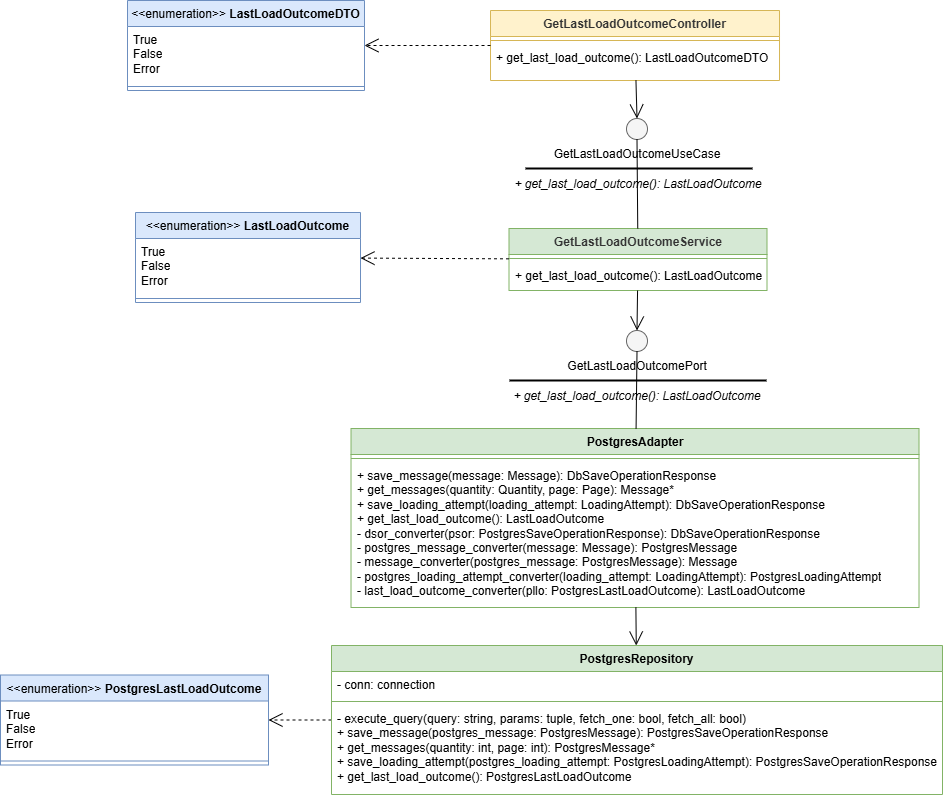 <<enumeration>> LastLoadOutcomeDTO
True
False
Error
GetLastLoadOutcomeController
+ get_last_load_outcome(): LastLoadOutcomeDTO
GetLastLoadOutcomeUseCase
+ get_last_load_outcome(): LastLoadOutcome
<<enumeration>> LastLoadOutcome
True
False
Error
GetLastLoadOutcomeService
+ get_last_load_outcome(): LastLoadOutcome
GetLastLoadOutcomePort
+ get_last_load_outcome(): LastLoadOutcome
PostgresAdapter
+ save_message(message: Message): DbSaveOperationResponse
+ get_messages(quantity: Quantity, page: Page): Message*
+ save_loading_attempt(loading_attempt: LoadingAttempt): DbSaveOperationResponse
+ get_last_load_outcome(): LastLoadOutcome
- dsor_converter(psor: PostgresSaveOperationResponse): DbSaveOperationResponse
- postgres_message_converter(message: Message): PostgresMessage
- message_converter(postgres_message: PostgresMessage): Message
- postgres_loading_attempt_converter(loading_attempt: LoadingAttempt): PostgresLoadingAttempt
- last_load_outcome_converter(pllo: PostgresLastLoadOutcome): LastLoadOutcome
PostgresRepository
- conn: connection
- execute_query(query: string, params: tuple, fetch_one: bool, fetch_all: bool)
+ save_message(postgres_message: PostgresMessage): PostgresSaveOperationResponse
+ get_messages(quantity: int, page: int): PostgresMessage*
+ save_loading_attempt(postgres_loading_attempt: PostgresLoadingAttempt): PostgresSaveOperationResponse
+ get_last_load_outcome(): PostgresLastLoadOutcome
<<enumeration>> PostgresLastLoadOutcome
True
False
Error